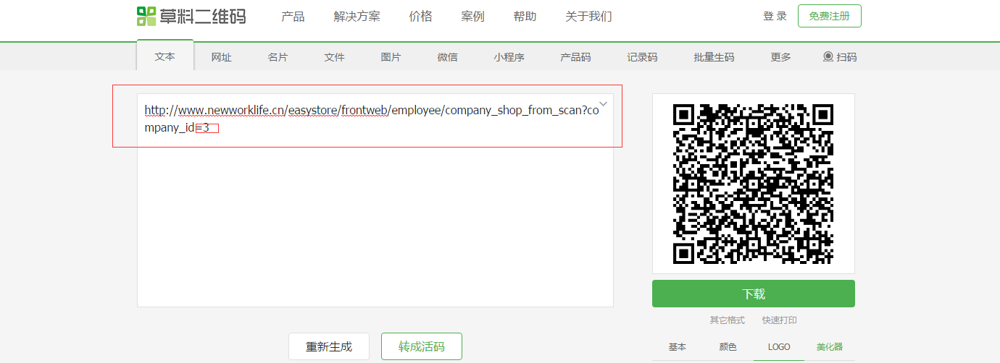 草料二维码 产品 解决方案 价格 案例 帮助 关于我们 登 录 免费注册
文本 网址 名片 文件 图片 微信 小程序 产品码 记录码 批量生码 更多 扫码
http://www.newworklife.cn/easystore/frontweb/employee/company_shop_from_scan?co
mpany_id=3
下载
其它格式 快速打印
重新生成 转成活码
基本 颜色 LOGO 美化器